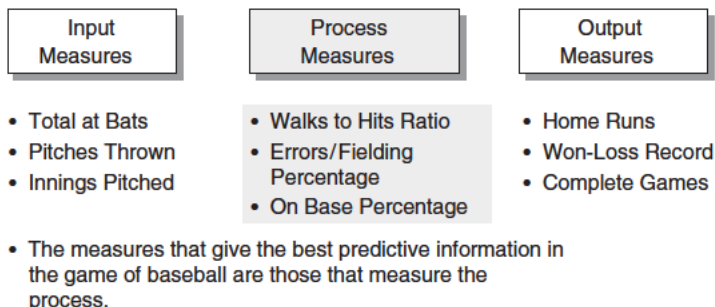 Input
Measures
Process
Measures
Output
Measures
• Total at Bats
• Pitches Thrown
• Innings Pitched
• Walks to Hits Ratio
• Errors/Fielding
Percentage
• On Base Percentage
• Home Runs
• Won-Loss Record
• Complete Games
• The measures that give the best predictive information in
the game of baseball are those that measure the
process.